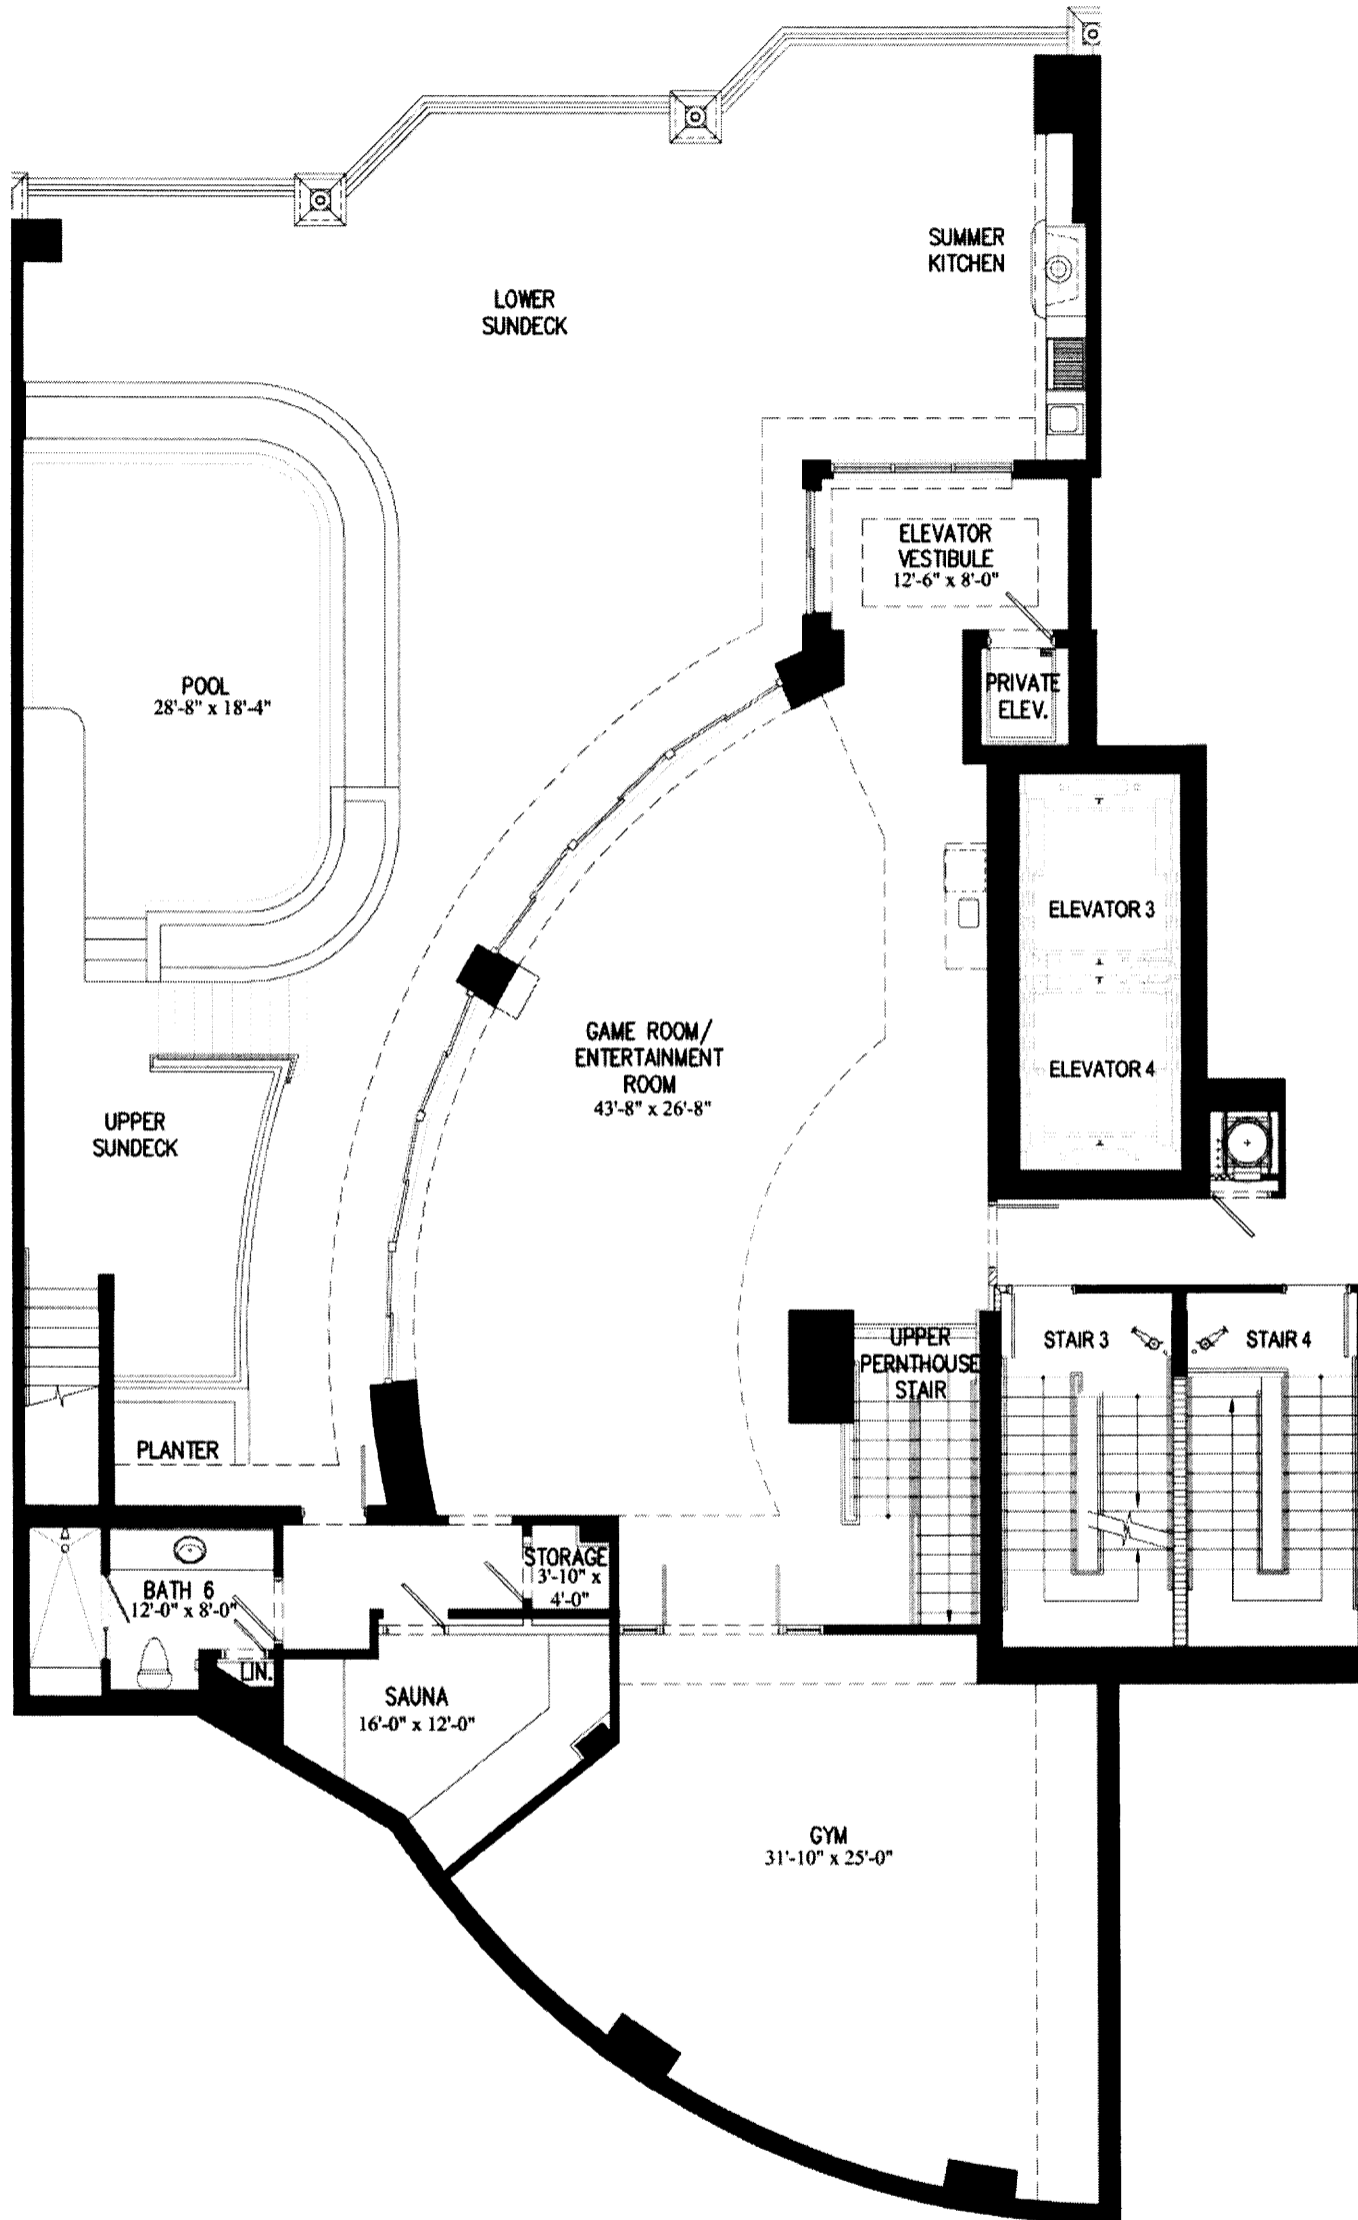 SUMMER
KITCHEN
LOWER
SUNDECK
ELEVATOR
VESTIBULE
12'-6" x 8'-0"
POOL
28'-8" x 18'-4"
PRIVATE
ELEV.
ELEVATOR 3
GAME ROOM/
ENTERTAINMENT
ROOM
43'-8" x 26'-8"
ELEVATOR 4
UPPER
SUNDECK
UPPER
PERNTHOUSE
STAIR
STAIR 3
STAIR 4
PLANTER
STORAGE
3'-10" x
4'-0"
BATH 6
12'-0" x 8'-0"
LIN.
SAUNA
16'-0" x 12'-0"
GYM
31'-10" x 25'-0"